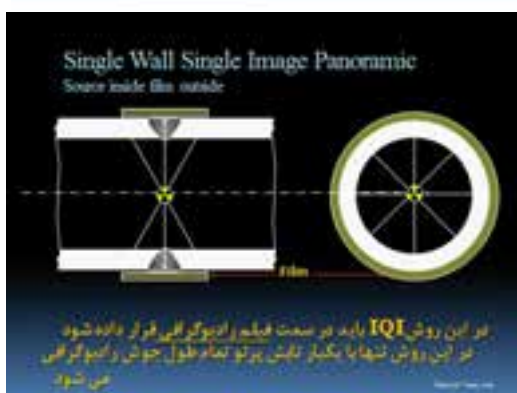 Single Wall Single Image Panoramic
Source inside film outside
Film
در این روش IQI باید در سمت فیلم رادیوگرافی قرار داده شود
در این روش تنها با یکبار تابش پرتو تمام طول جوش رادیوگرافی
می شود.